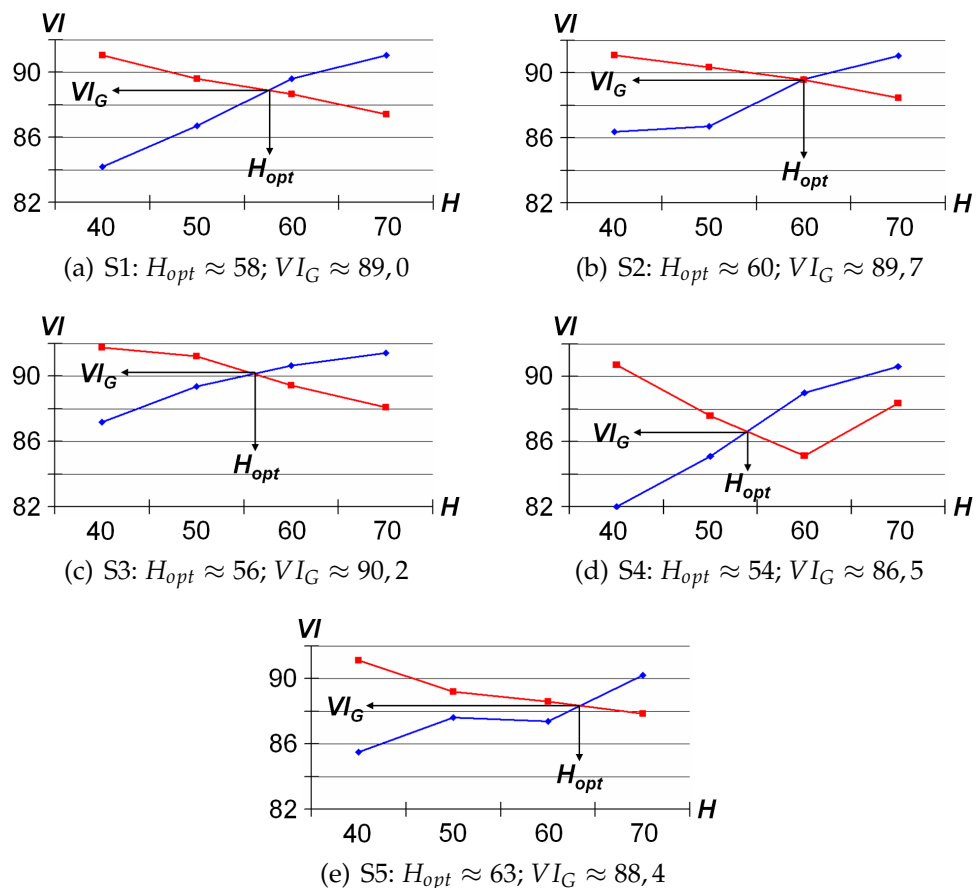 VI
90
VI_G
86
H_opt
82
40 50 60 70
H
(a) S1: H_opt ≈ 58; VI_G ≈ 89,0
VI
90
VI_G
86
H_opt
82
40 50 60 70
H
(b) S2: H_opt ≈ 60; VI_G ≈ 89,7
VI
90
VI_G
86
H_opt
82
40 50 60 70
H
(c) S3: H_opt ≈ 56; VI_G ≈ 90,2
VI
90
VI_G
86
H_opt
82
40 50 60 70
H
(d) S4: H_opt ≈ 54; VI_G ≈ 86,5
VI
90
VI_G
86
H_opt
82
40 50 60 70
H
(e) S5: H_opt ≈ 63; VI_G ≈ 88,4